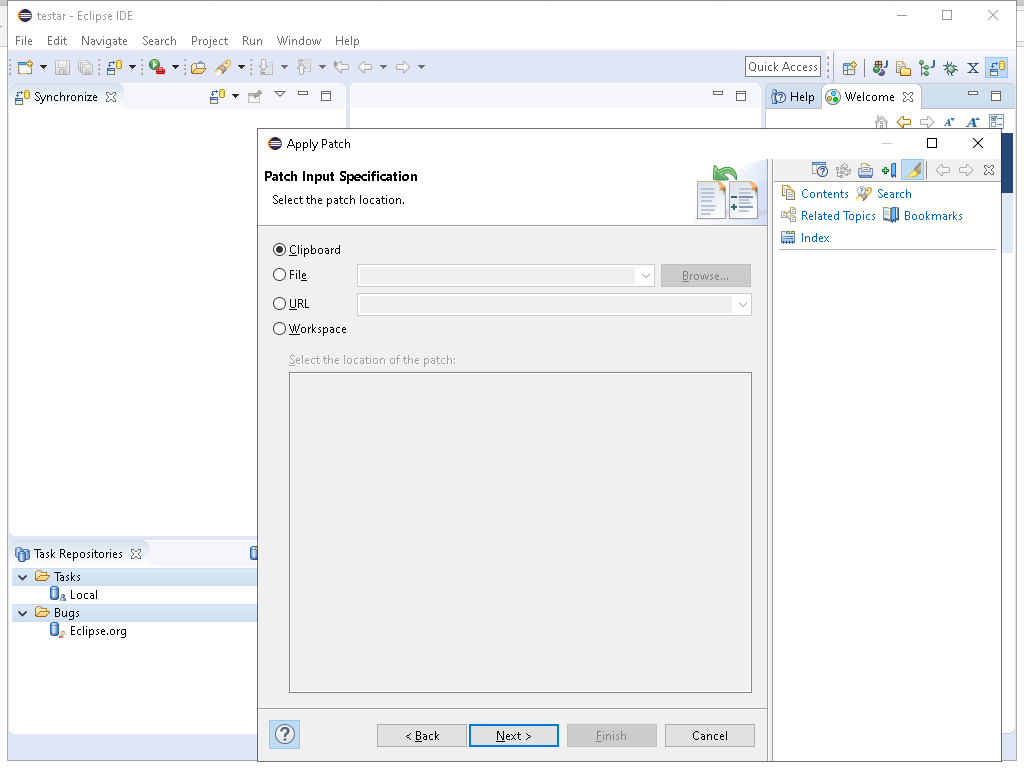 testar - Eclipse IDE
File Edit Navigate Search Project Run Window Help
Quick Access
Synchronize
Help
Welcome
Apply Patch
Patch Input Specification
Select the patch location.
Clipboard
File
Browse...
URL
Workspace
Select the location of the patch:
Contents
Search
Related Topics
Bookmarks
Index
Task Repositories
Tasks
Local
Bugs
Eclipse.org
< Back
Next >
Finish
Cancel